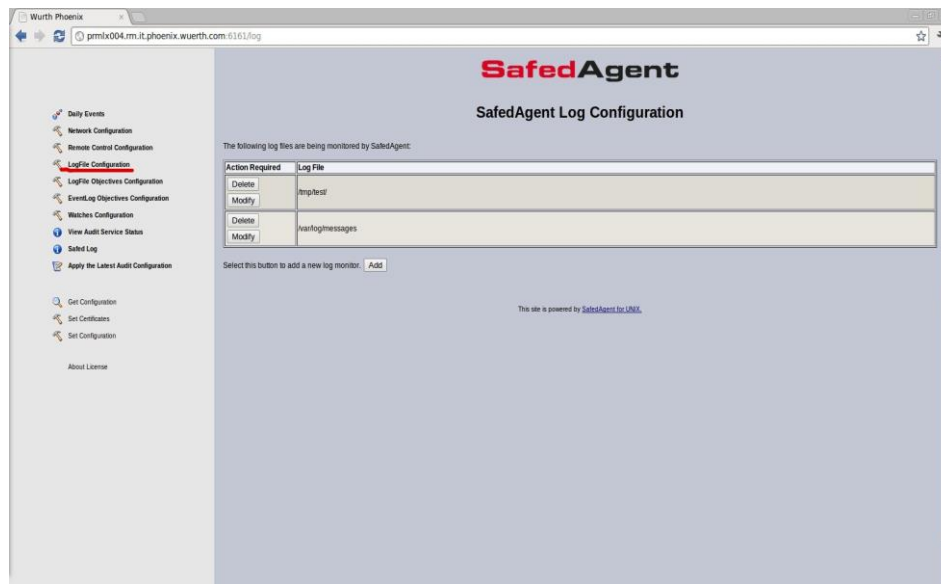 Wurth Phoenix
prmlx004.rm.it.phoenix.wuerth.com:6161/log
SafedAgent
SafedAgent Log Configuration
Daily Events
Network Configuration
Remote Control Configuration
LogFile Configuration
LogFile Objectives Configuration
EventLog Objectives Configuration
Watches Configuration
View Audit Service Status
Safed Log
Apply the Latest Audit Configuration
Get Configuration
Set Certificates
Set Configuration
About License
The following log files are being monitored by SafedAgent:
Action Required Log File
Delete
Modify
/tmp/test/
Delete
Modify
/var/log/messages
Select this button to add a new log monitor. Add
This site is powered by SafedAgent for UNIX.